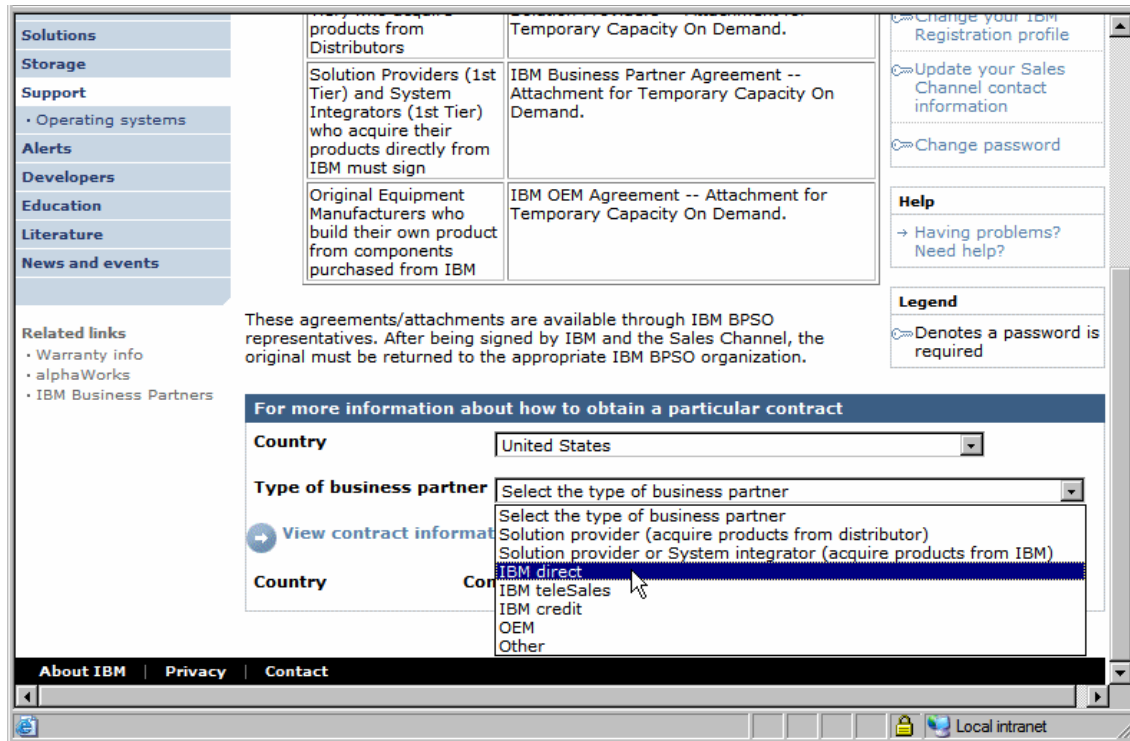 Solutions
Storage
Support
· Operating systems
Alerts
Developers
Education
Literature
News and events
Related links
· Warranty info
· alphaWorks
· IBM Business Partners
products from
Distributors
Solution Providers -- Attachment for
Temporary Capacity On Demand.
Solution Providers (1st
Tier) and System
Integrators (1st Tier)
who acquire their
products directly from
IBM must sign
IBM Business Partner Agreement --
Attachment for Temporary Capacity On
Demand.
Original Equipment
Manufacturers who
build their own product
from components
purchased from IBM
IBM OEM Agreement -- Attachment for
Temporary Capacity On Demand.
These agreements/attachments are available through IBM BPSO
representatives. After being signed by IBM and the Sales Channel, the
original must be returned to the appropriate IBM BPSO organization.
For more information about how to obtain a particular contract
Country
United States
Type of business partner
Select the type of business partner
Select the type of business partner
Solution provider (acquire products from distributor)
Solution provider or System integrator (acquire products from IBM)
IBM direct
IBM teleSales
IBM credit
OEM
Other
View contract informat
Country Con
Change your IBM
Registration profile
Update your Sales
Channel contact
information
Change password
Help
→ Having problems?
Need help?
Legend
Denotes a password is
required
About IBM | Privacy | Contact
Local intranet